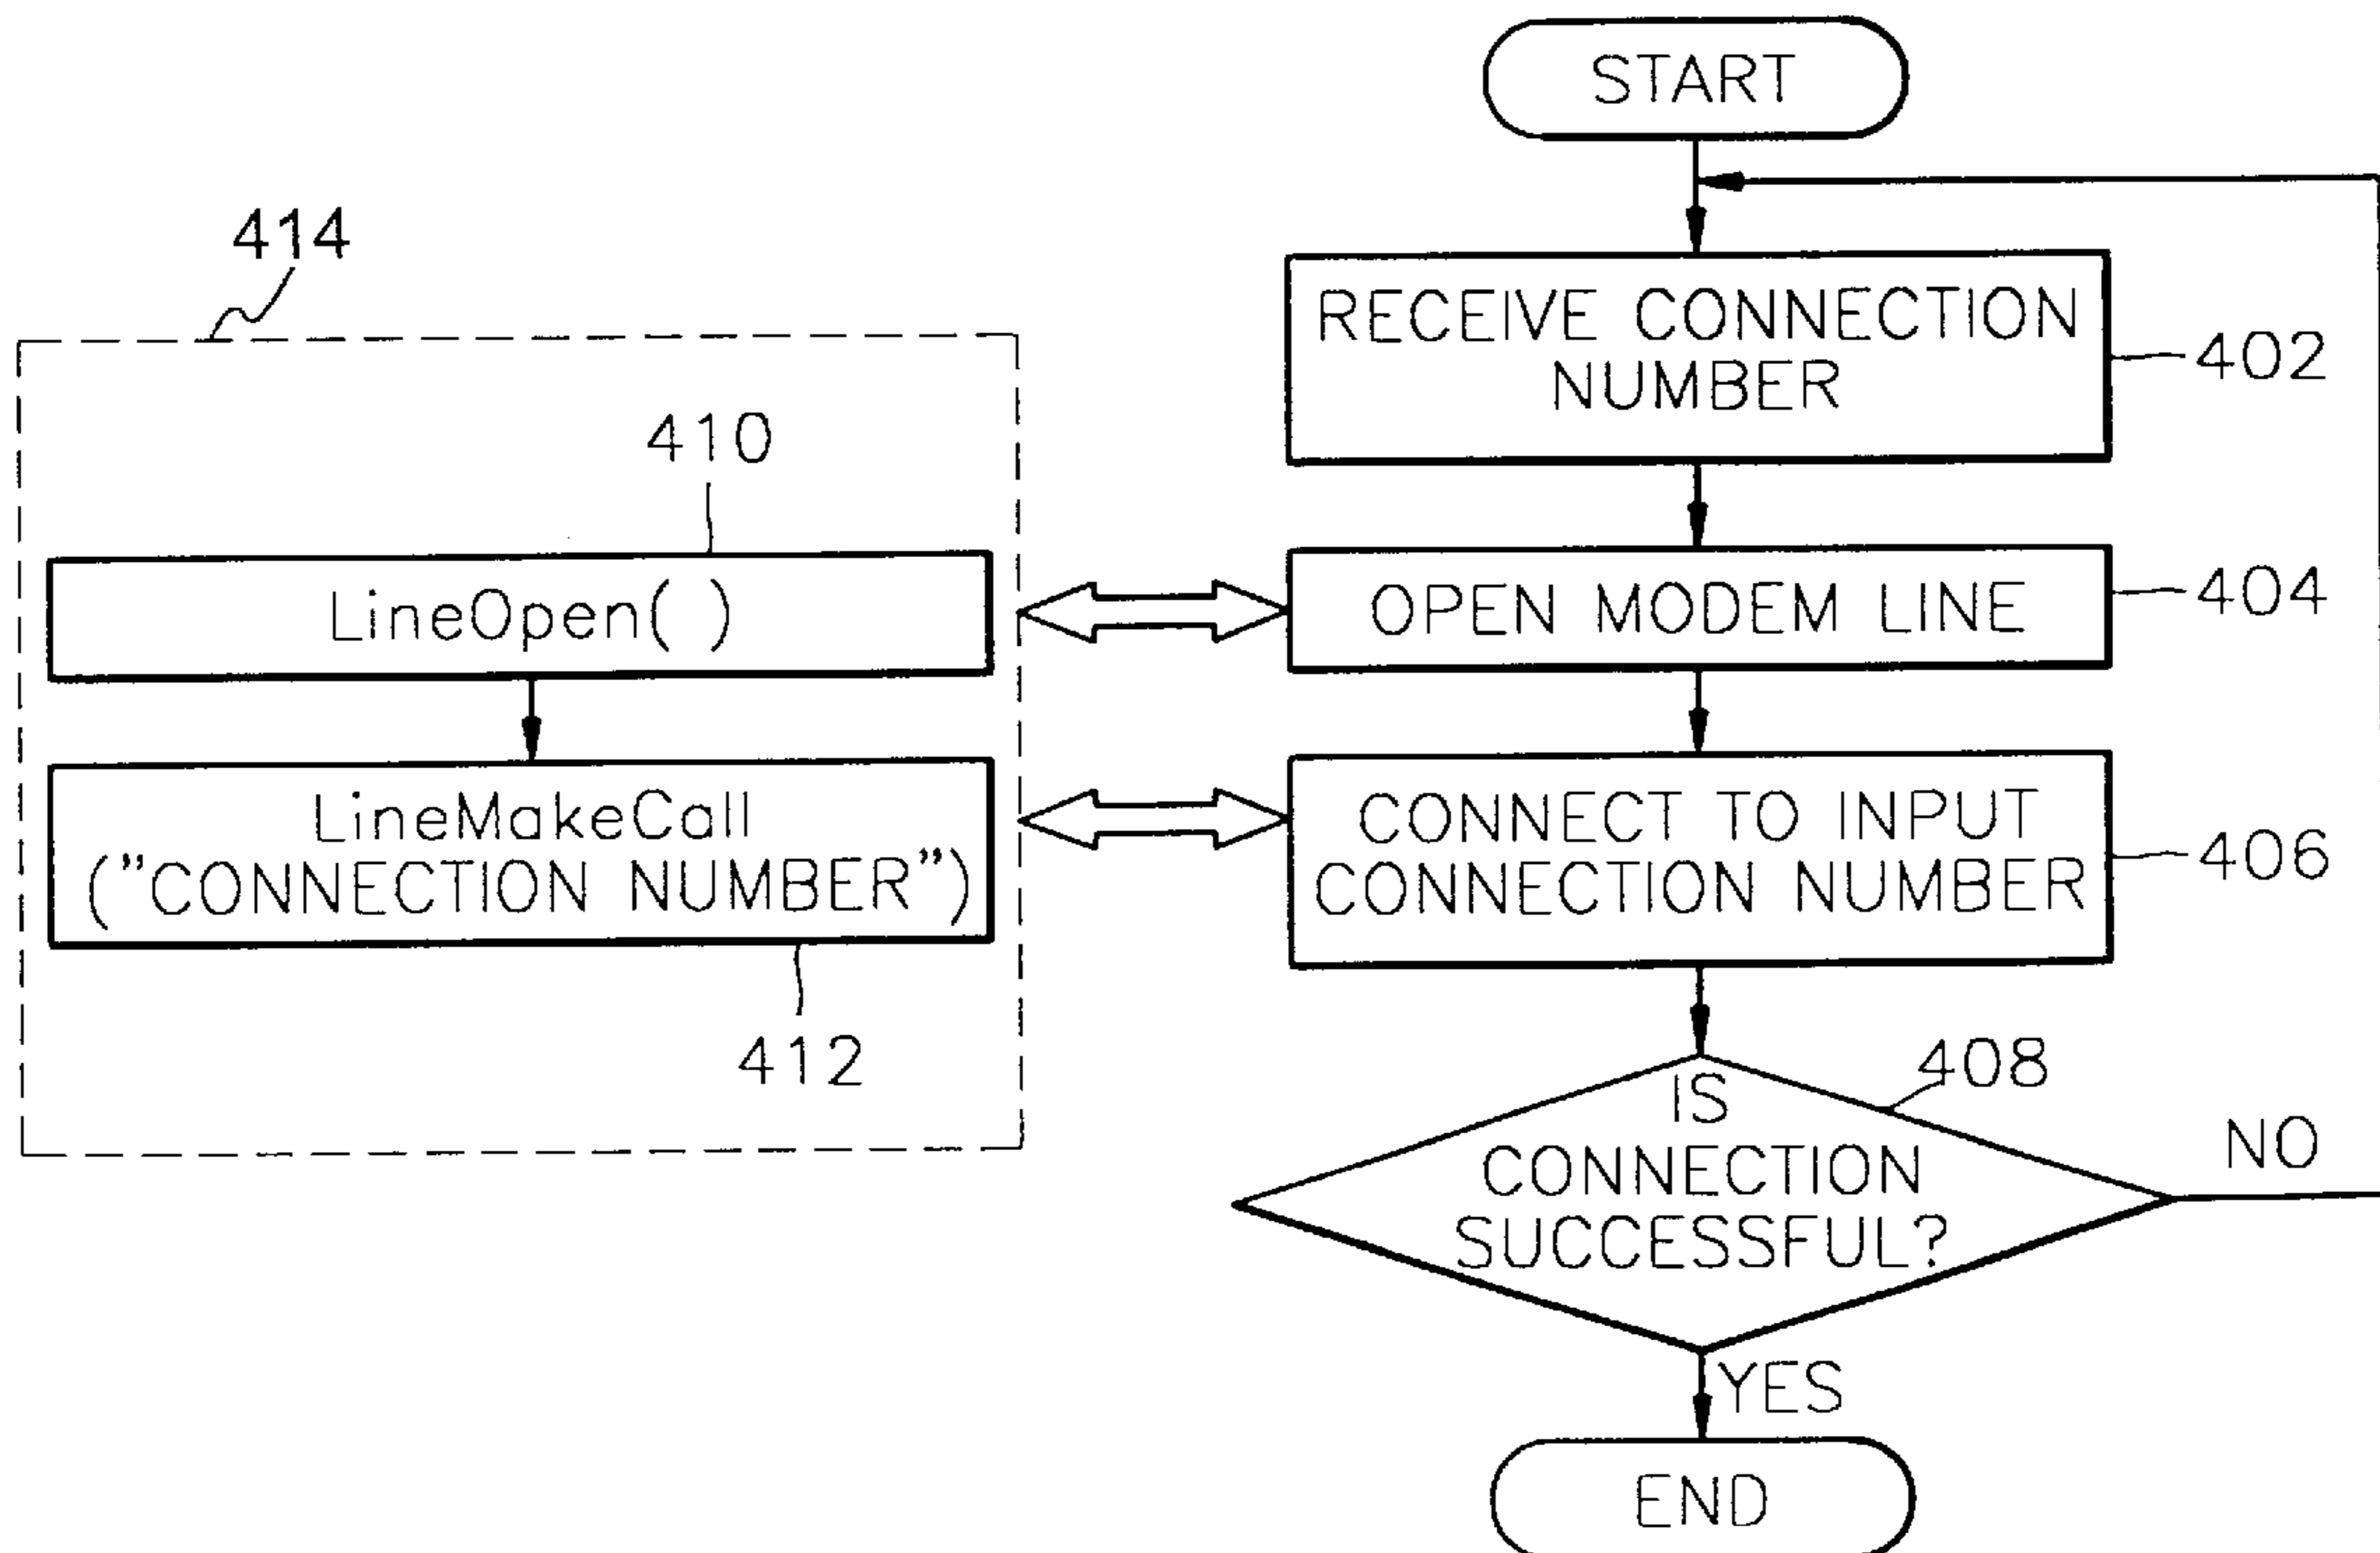 START
414
RECEIVE CONNECTION
NUMBER
402
410
LineOpen( )
OPEN MODEM LINE
404
LineMakeCall
("CONNECTION NUMBER")
CONNECT TO INPUT
CONNECTION NUMBER
406
412
408
IS
CONNECTION
SUCCESSFUL?
NO
YES
END